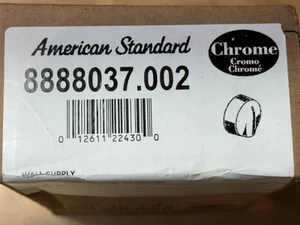 American Standard
Chrome
Cromo
Chromé
8888037.002
0 12611 22430 0
WALL SUPPLY